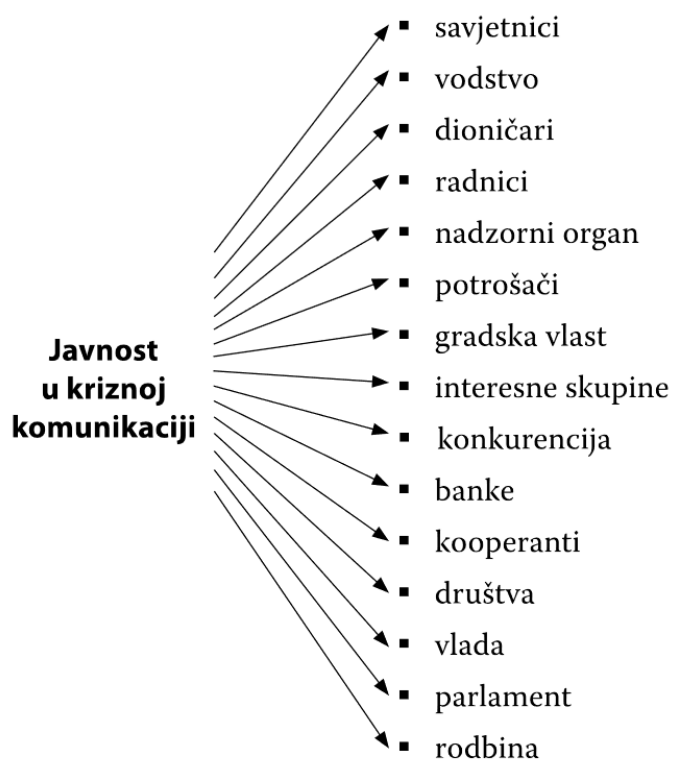 Javnost
u kriznoj
komunikaciji
▪ savjetnici
▪ vodstvo
▪ dioničari
▪ radnici
▪ nadzorni organ
▪ potrošači
▪ gradska vlast
▪ interesne skupine
▪ konkurencija
▪ banke
▪ kooperanti
▪ društva
▪ vlada
▪ parlament
▪ rodbina